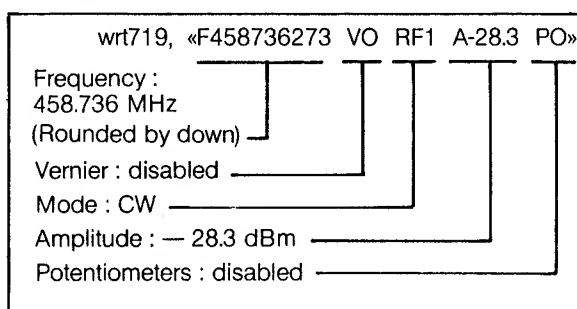 wrt719, «F458736273 VO RF1 A-28.3 PO»
Frequency :
458.736 MHz
(Rounded by down)
Vernier : disabled
Mode : CW
Amplitude : — 28.3 dBm
Potentiometers : disabled